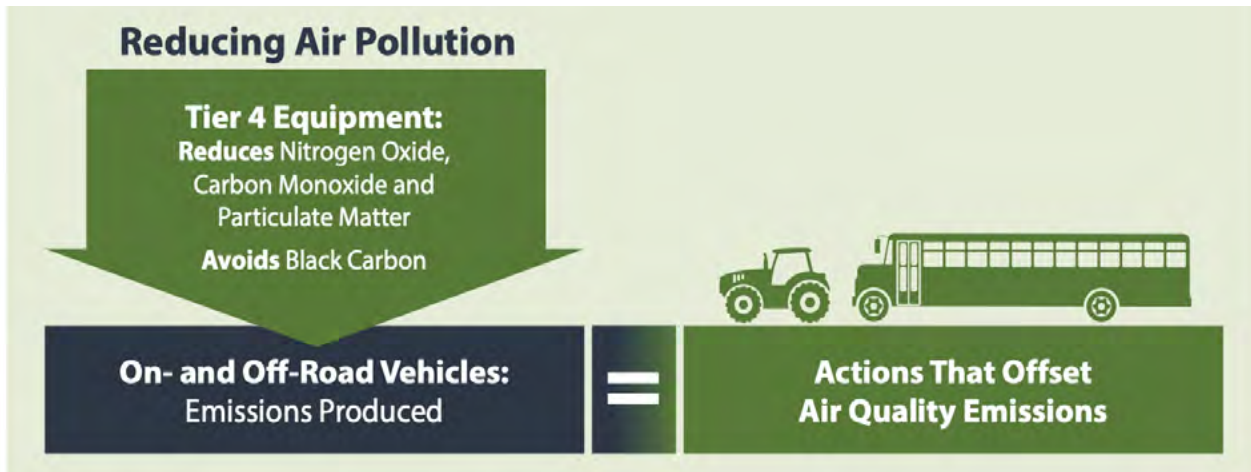 Reducing Air Pollution
Tier 4 Equipment:
Reduces Nitrogen Oxide,
Carbon Monoxide and
Particulate Matter
Avoids Black Carbon
On- and Off-Road Vehicles:
Emissions Produced
=
Actions That Offset
Air Quality Emissions